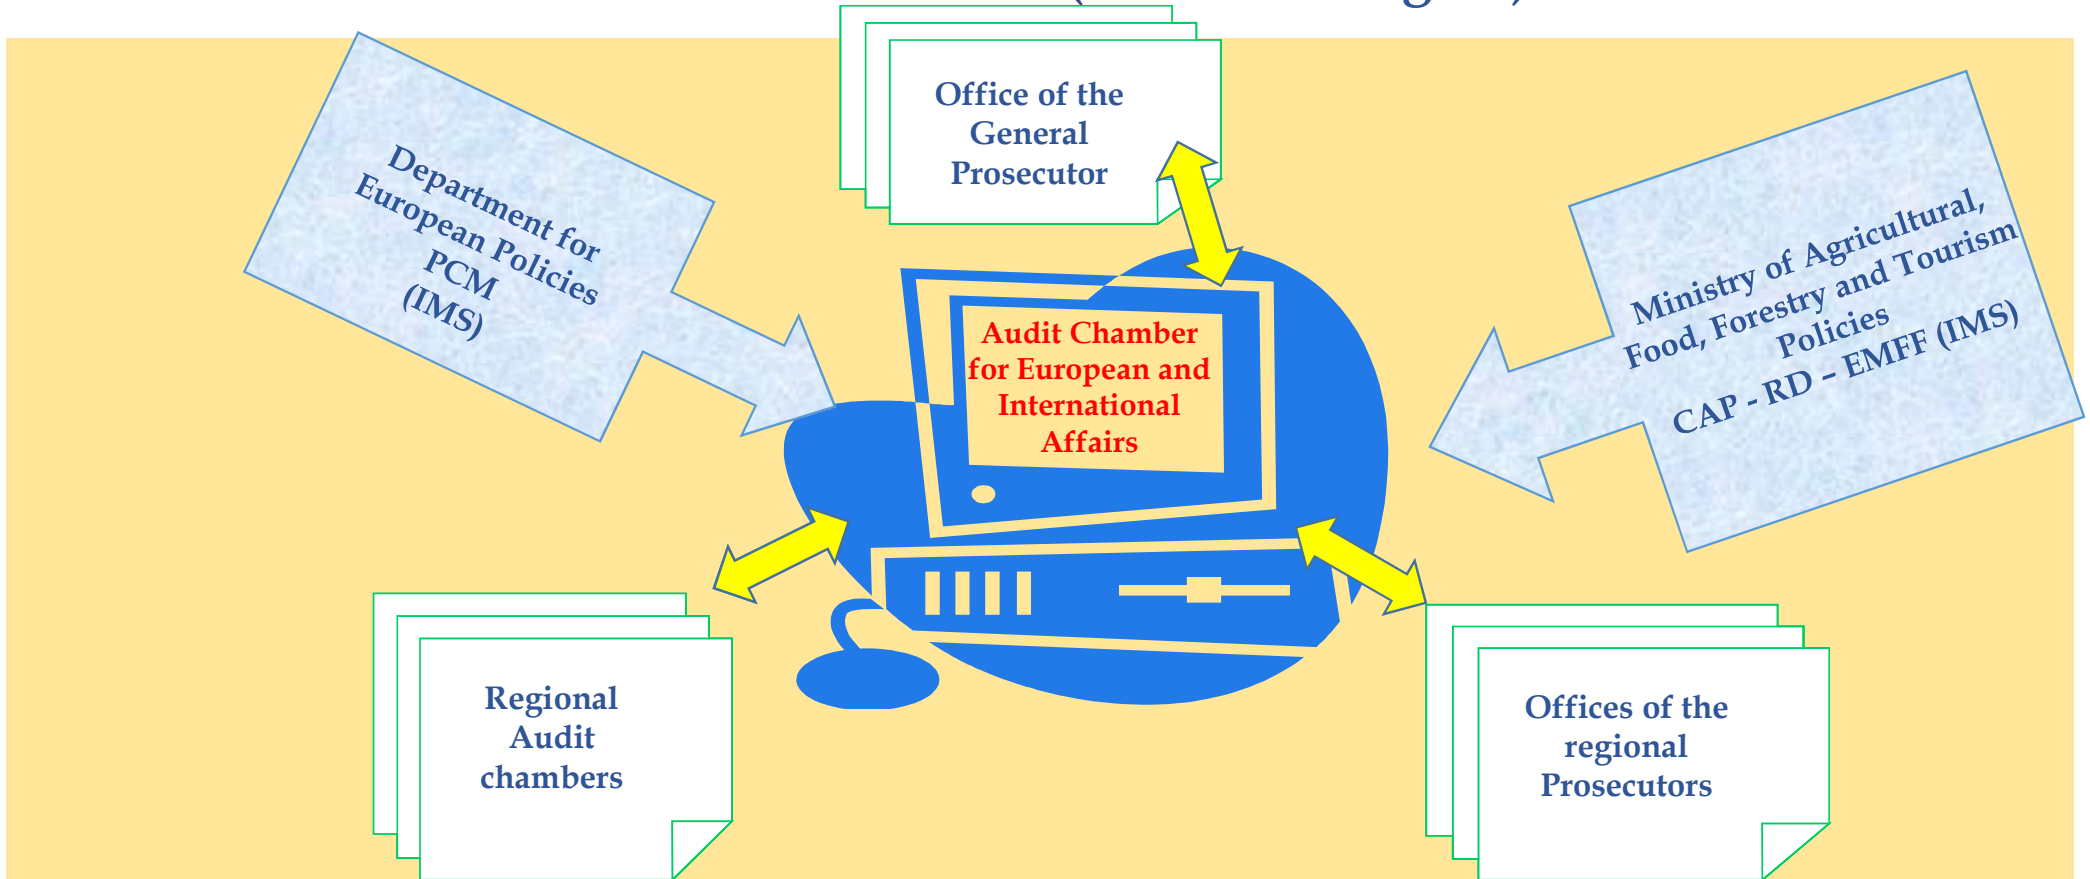 Office of the
General
Prosecutor
Department for
European Policies
PCM
(IMS)
Ministry of Agricultural,
Food, Forestry and Tourism
Policies
CAP - RD – EMFF (IMS)
Audit Chamber
for European and
International
Affairs
Regional
Audit
chambers
Offices of the
regional
Prosecutors